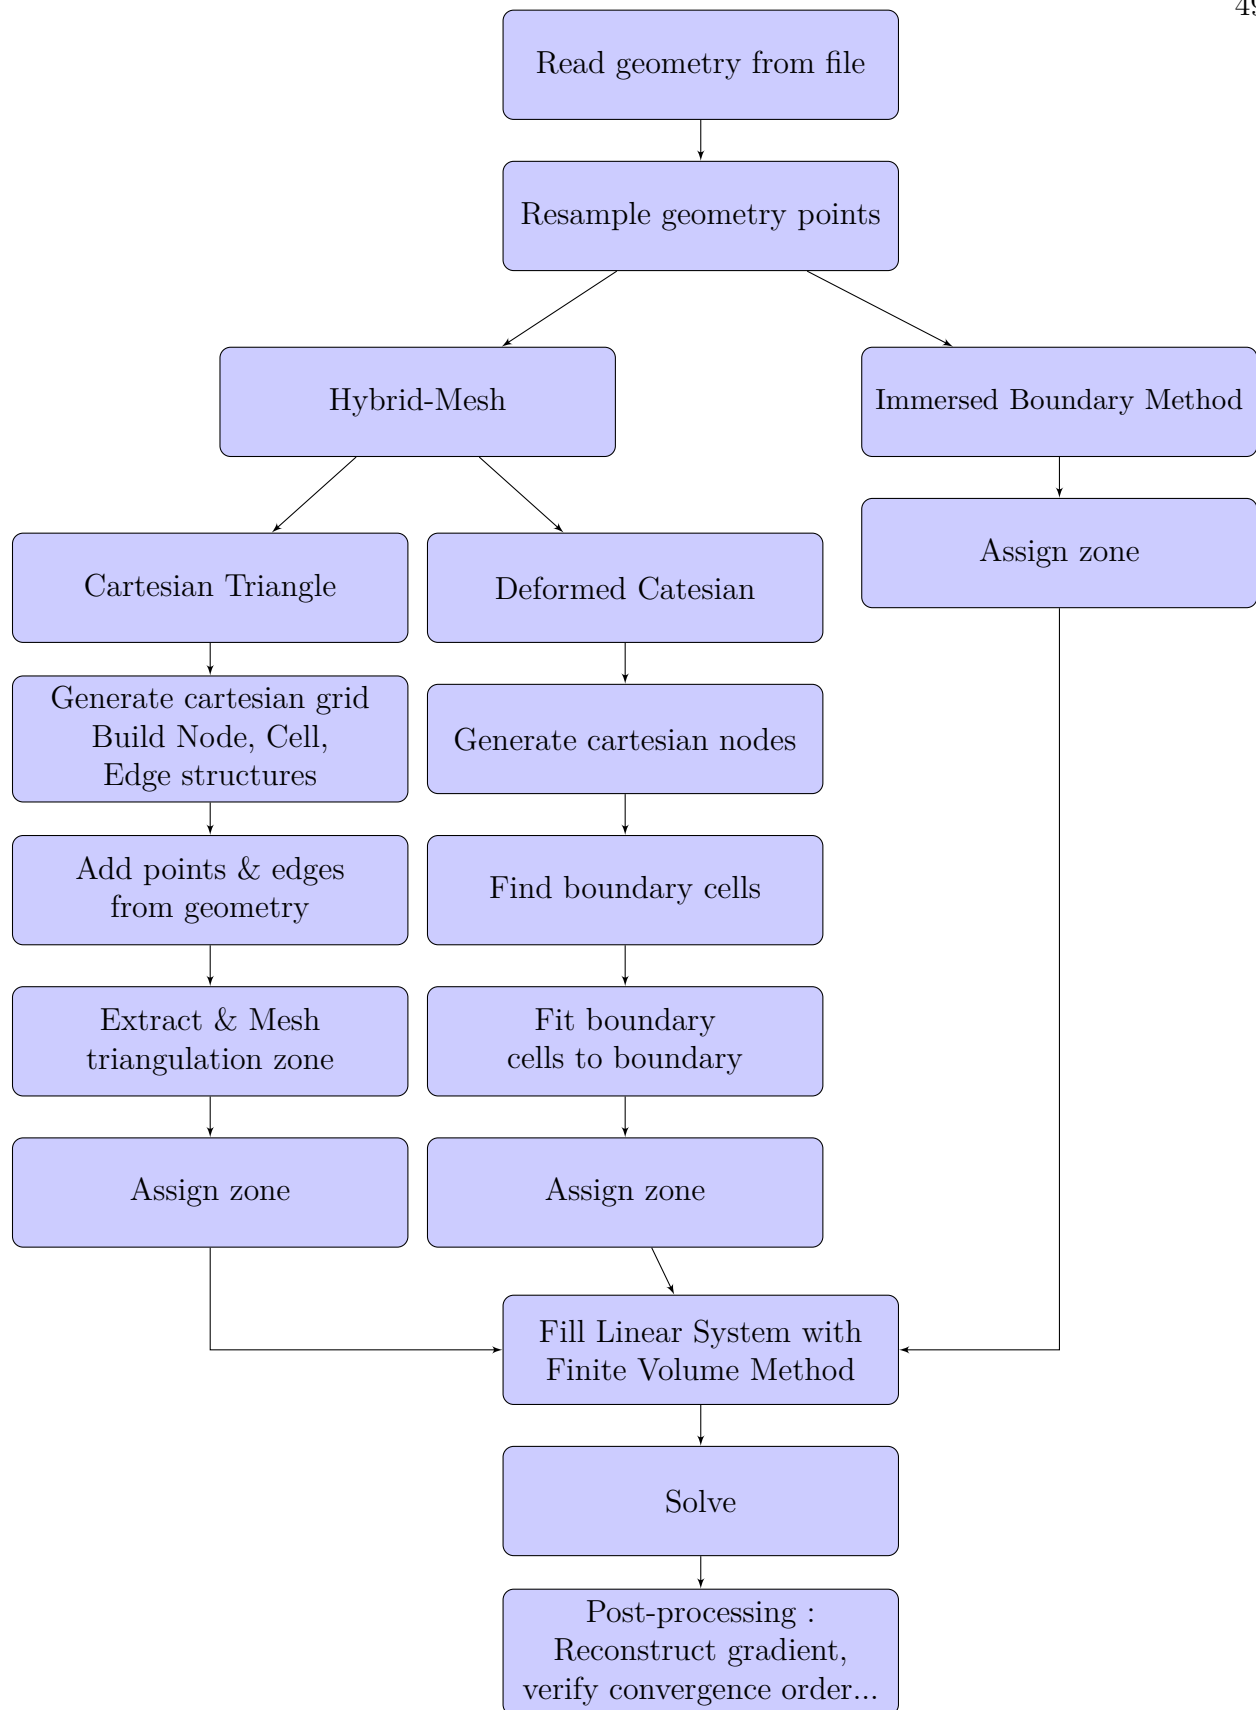 49
Read geometry from file
Resample geometry points
Hybrid-Mesh
Immersed Boundary Method
Assign zone
Cartesian Triangle
Deformed Catesian
Generate cartesian grid
Build Node, Cell,
Edge structures
Generate cartesian nodes
Add points & edges
from geometry
Find boundary cells
Extract & Mesh
triangulation zone
Fit boundary
cells to boundary
Assign zone
Assign zone
Fill Linear System with
Finite Volume Method
Solve
Post-processing :
Reconstruct gradient,
verify convergence order...